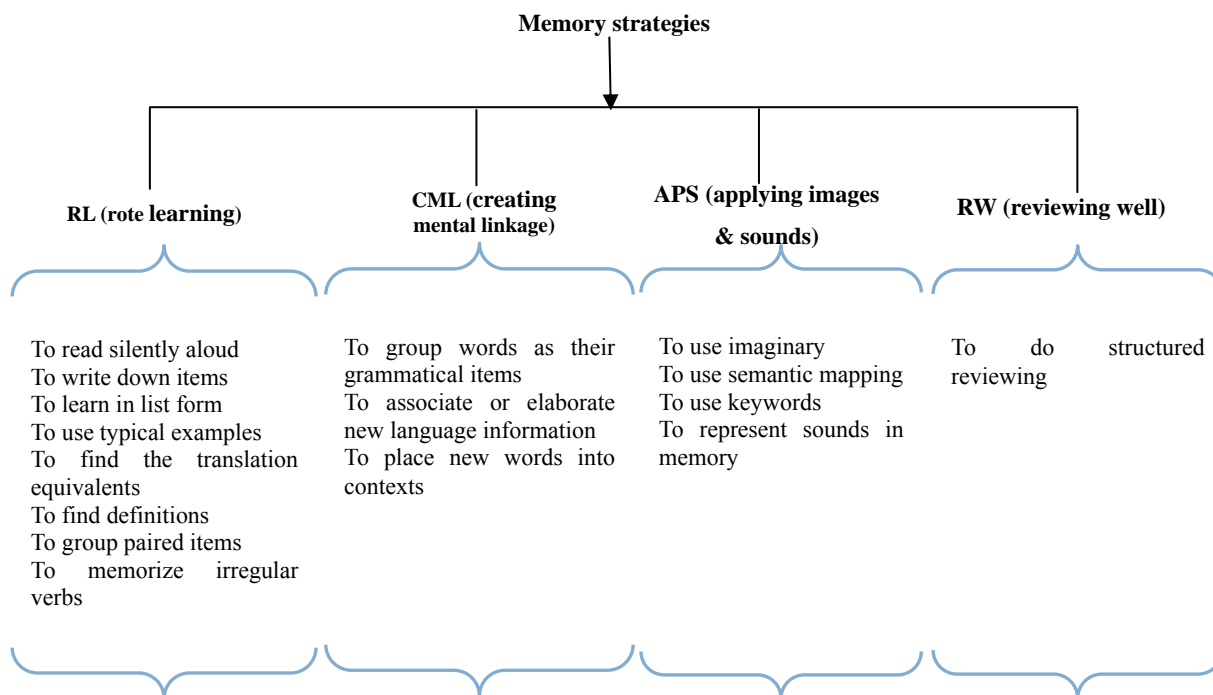 Memory strategies
RL (rote learning)
CML (creating
mental linkage)
APS (applying images
& sounds)
RW (reviewing well)
To read silently aloud
To write down items
To learn in list form
To use typical examples
To find the translation
equivalents
To find definitions
To group paired items
To memorize irregular
verbs
To group words as their
grammatical items
To associate or elaborate
new language information
To place new words into
contexts
To use imaginary
To use semantic mapping
To use keywords
To represent sounds in
memory
To do structured
reviewing